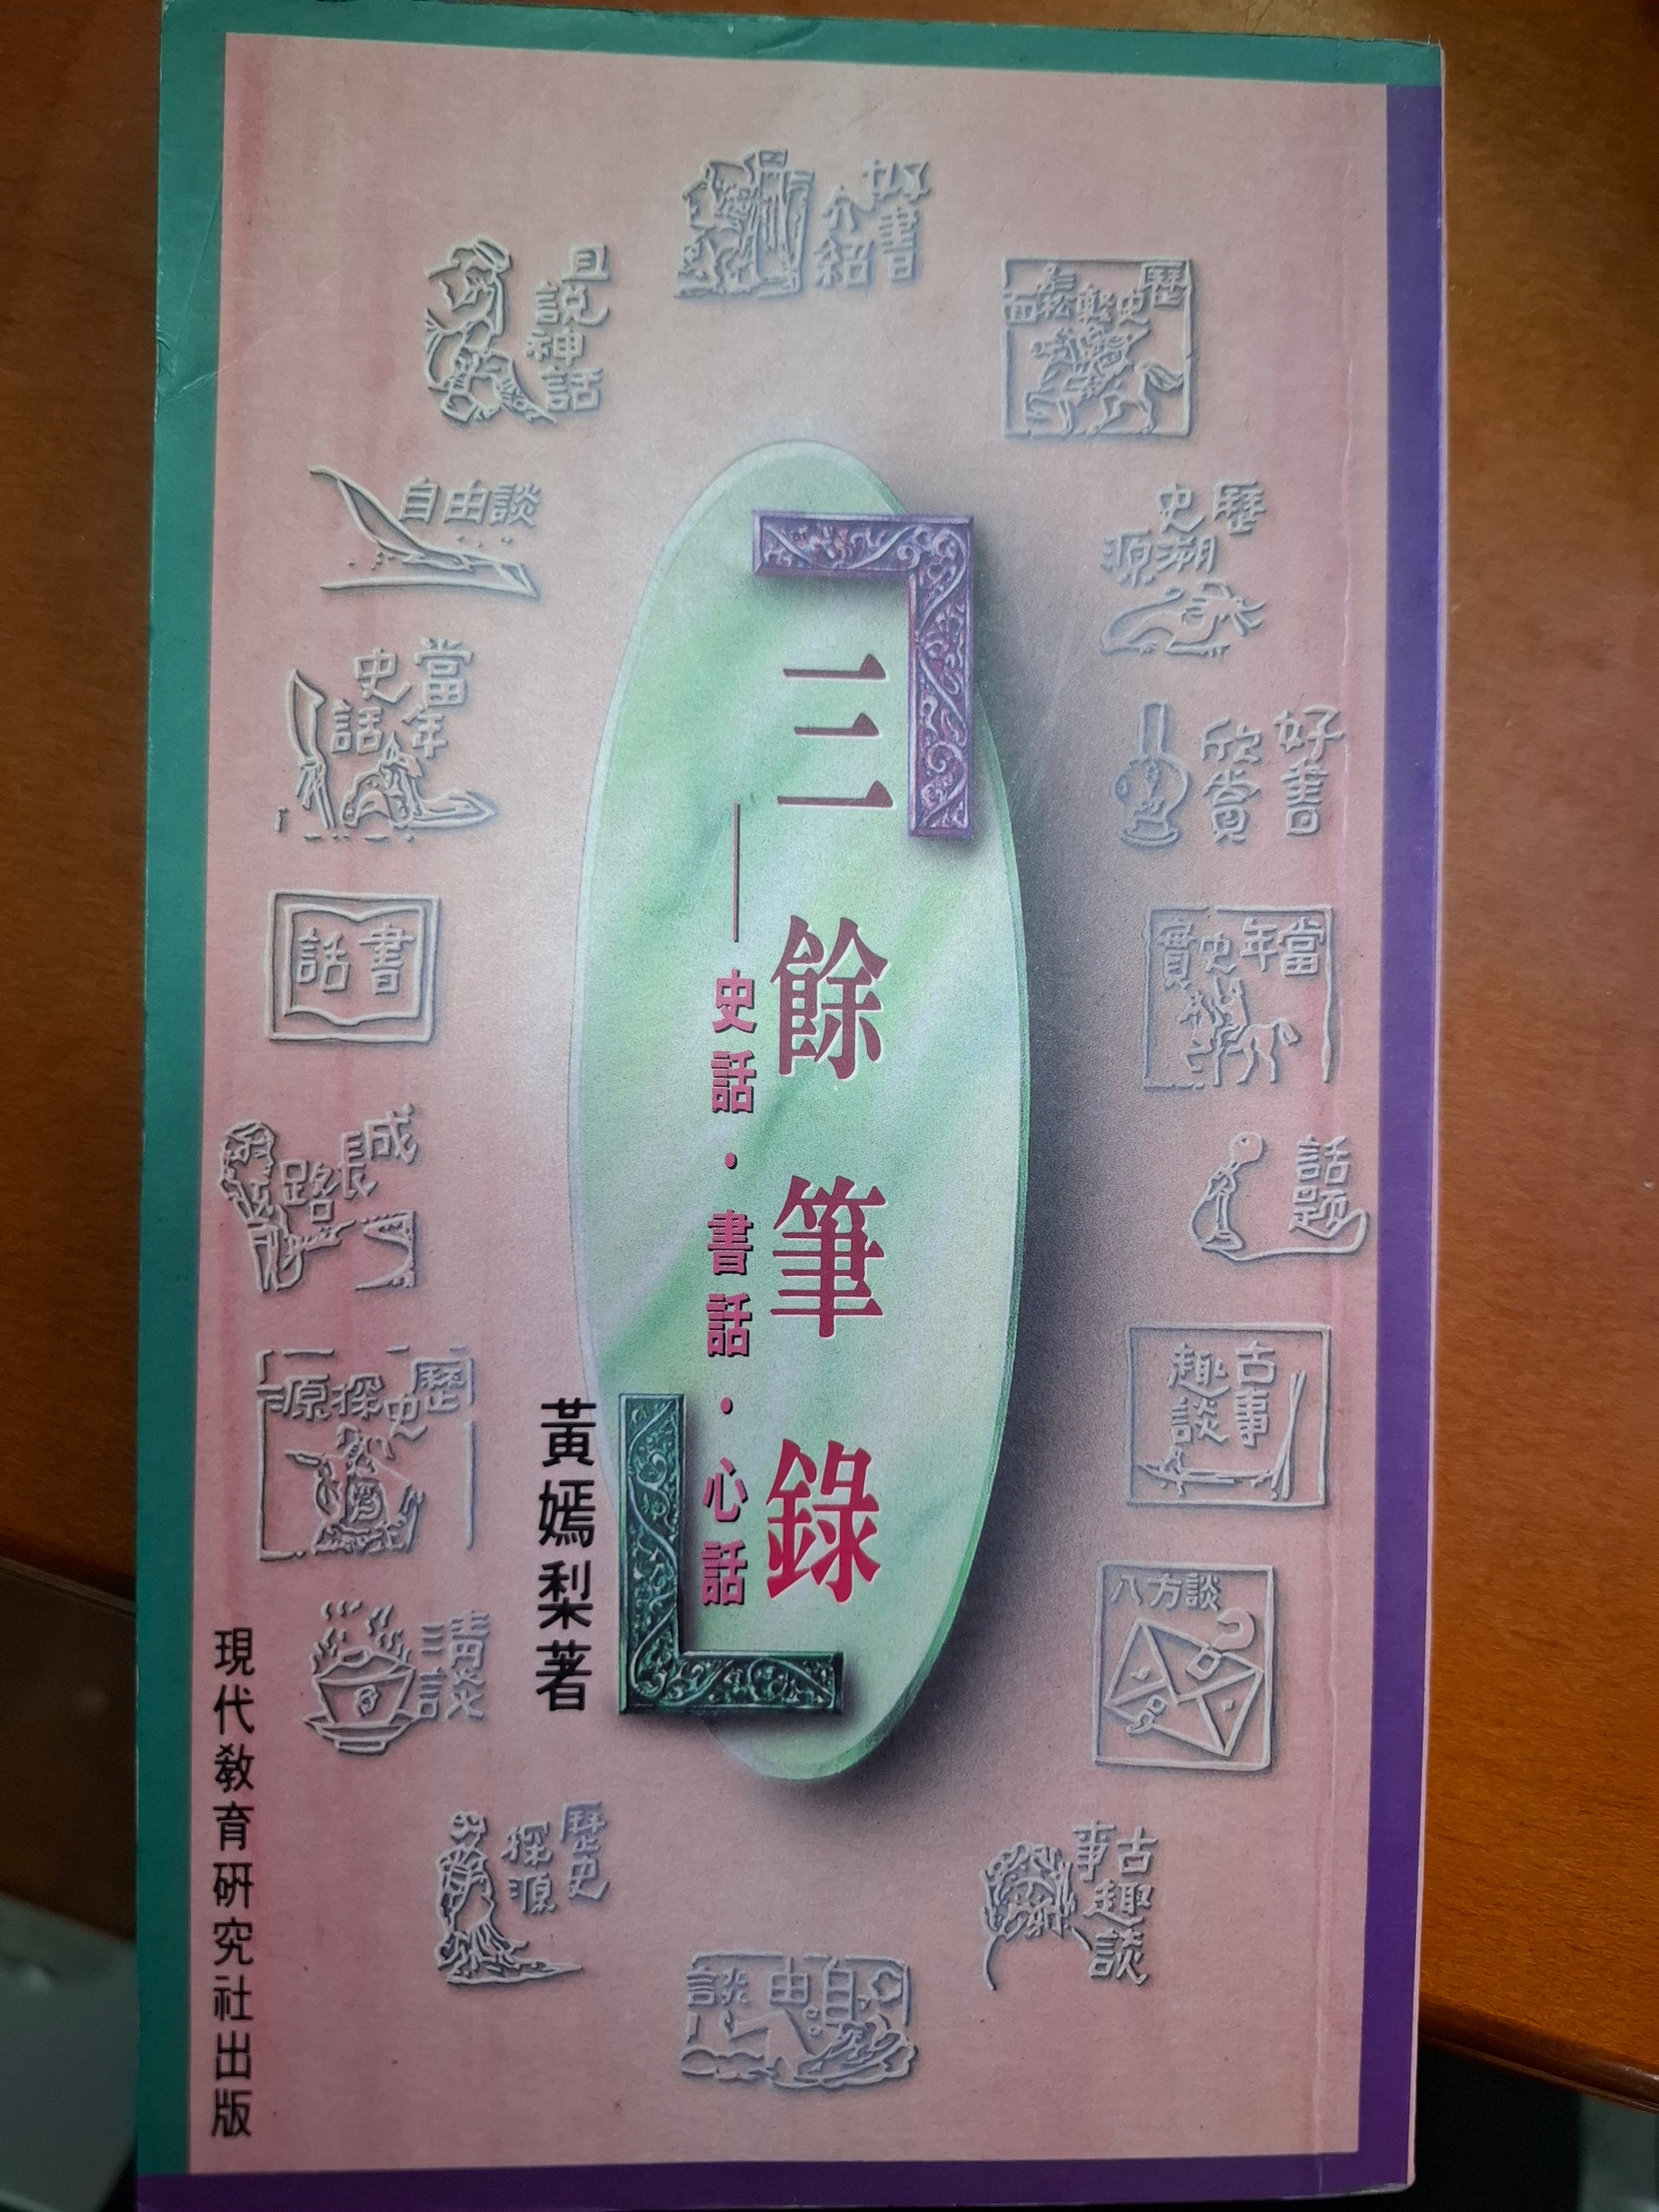 三餘筆錄
——史話·書話·心話
黃嫣梨著
現代教育研究社出版
好書介紹
歷史輕鬆面
歷史溯源
好書欣賞
當年史實
話題
古事趣談
八方談
古事趣談
自由談
歷史探源
清談
歷史探源
成長路
書話
當年史話
自由談
且說神話